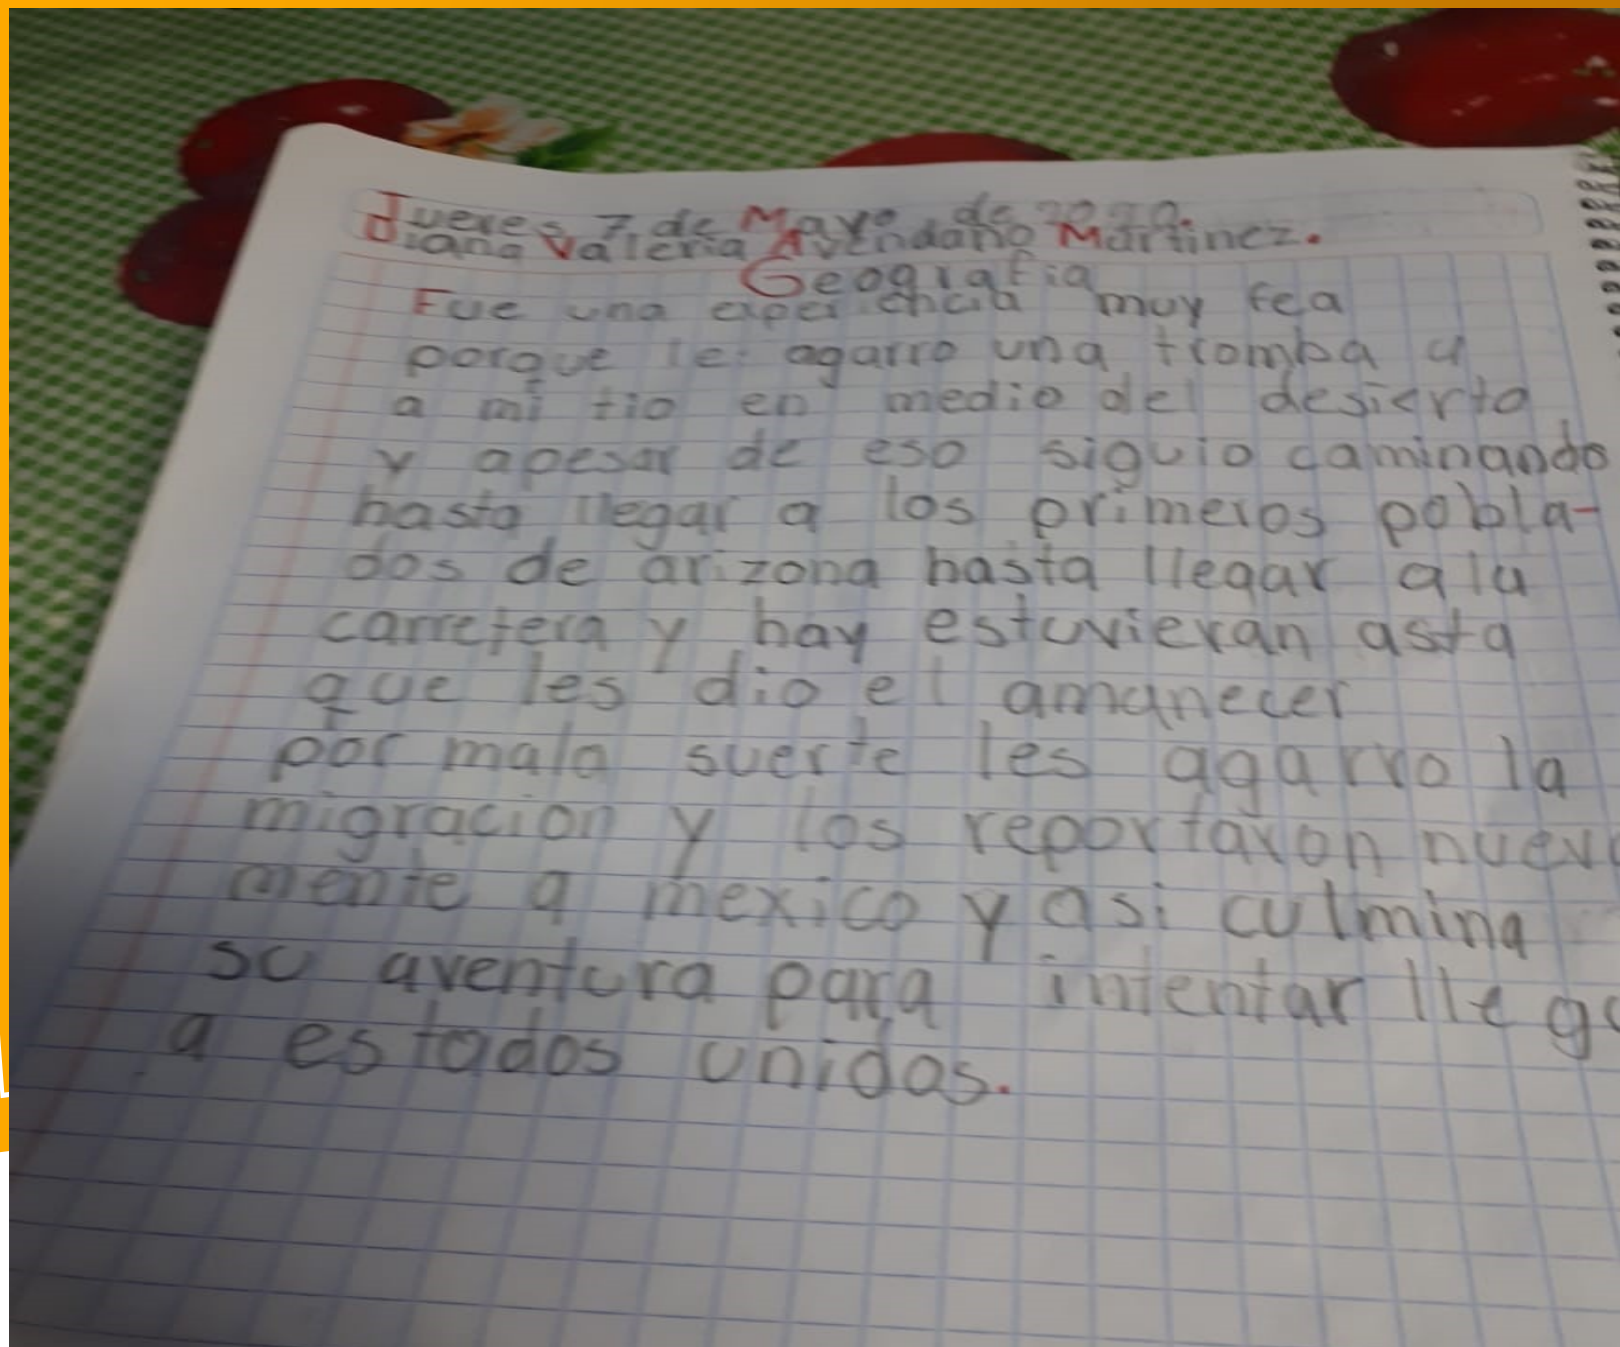 Jueves 7 de Mayo de 2020.
diana Valeria Avendaño Martinez.
Geografia
Fue una experiencia muy fea
porque le agarro una tromba a
a mi tio en medio del desierto
y apesar de eso siguio caminando
hasta llegar a los primeros pobla-
dos de arizona hasta llegar ala
carretera y hay estuvieran asta
que les dio el amanecer
por mala suerte les agarro la
migracion y los reportaron nueva
mente a mexico y asi culmina
su aventura para intentar llega
a estados unidos.